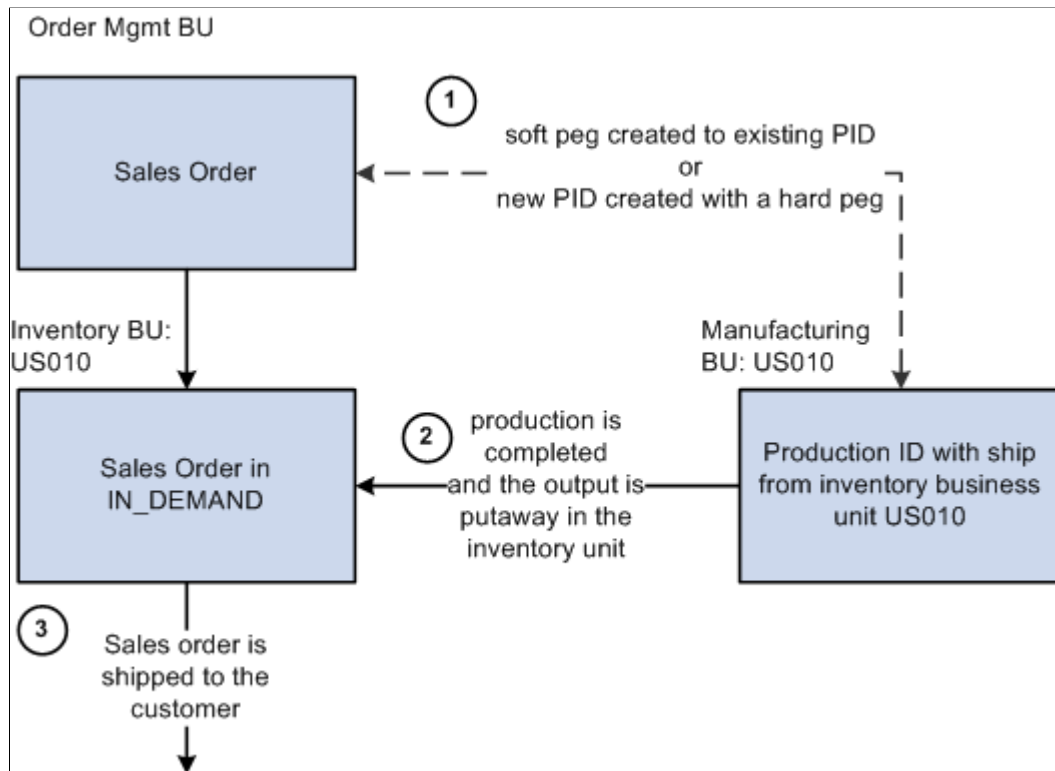 Order Mgmt BU
Sales Order
1
soft peg created to existing PID
or
new PID created with a hard peg
Inventory BU:
US010
Manufacturing
BU: US010
Sales Order in
IN_DEMAND
2
production is
completed
and the output is
putaway in the
inventory unit
Production ID with ship
from inventory business
unit US010
3
Sales order is
shipped to the
customer